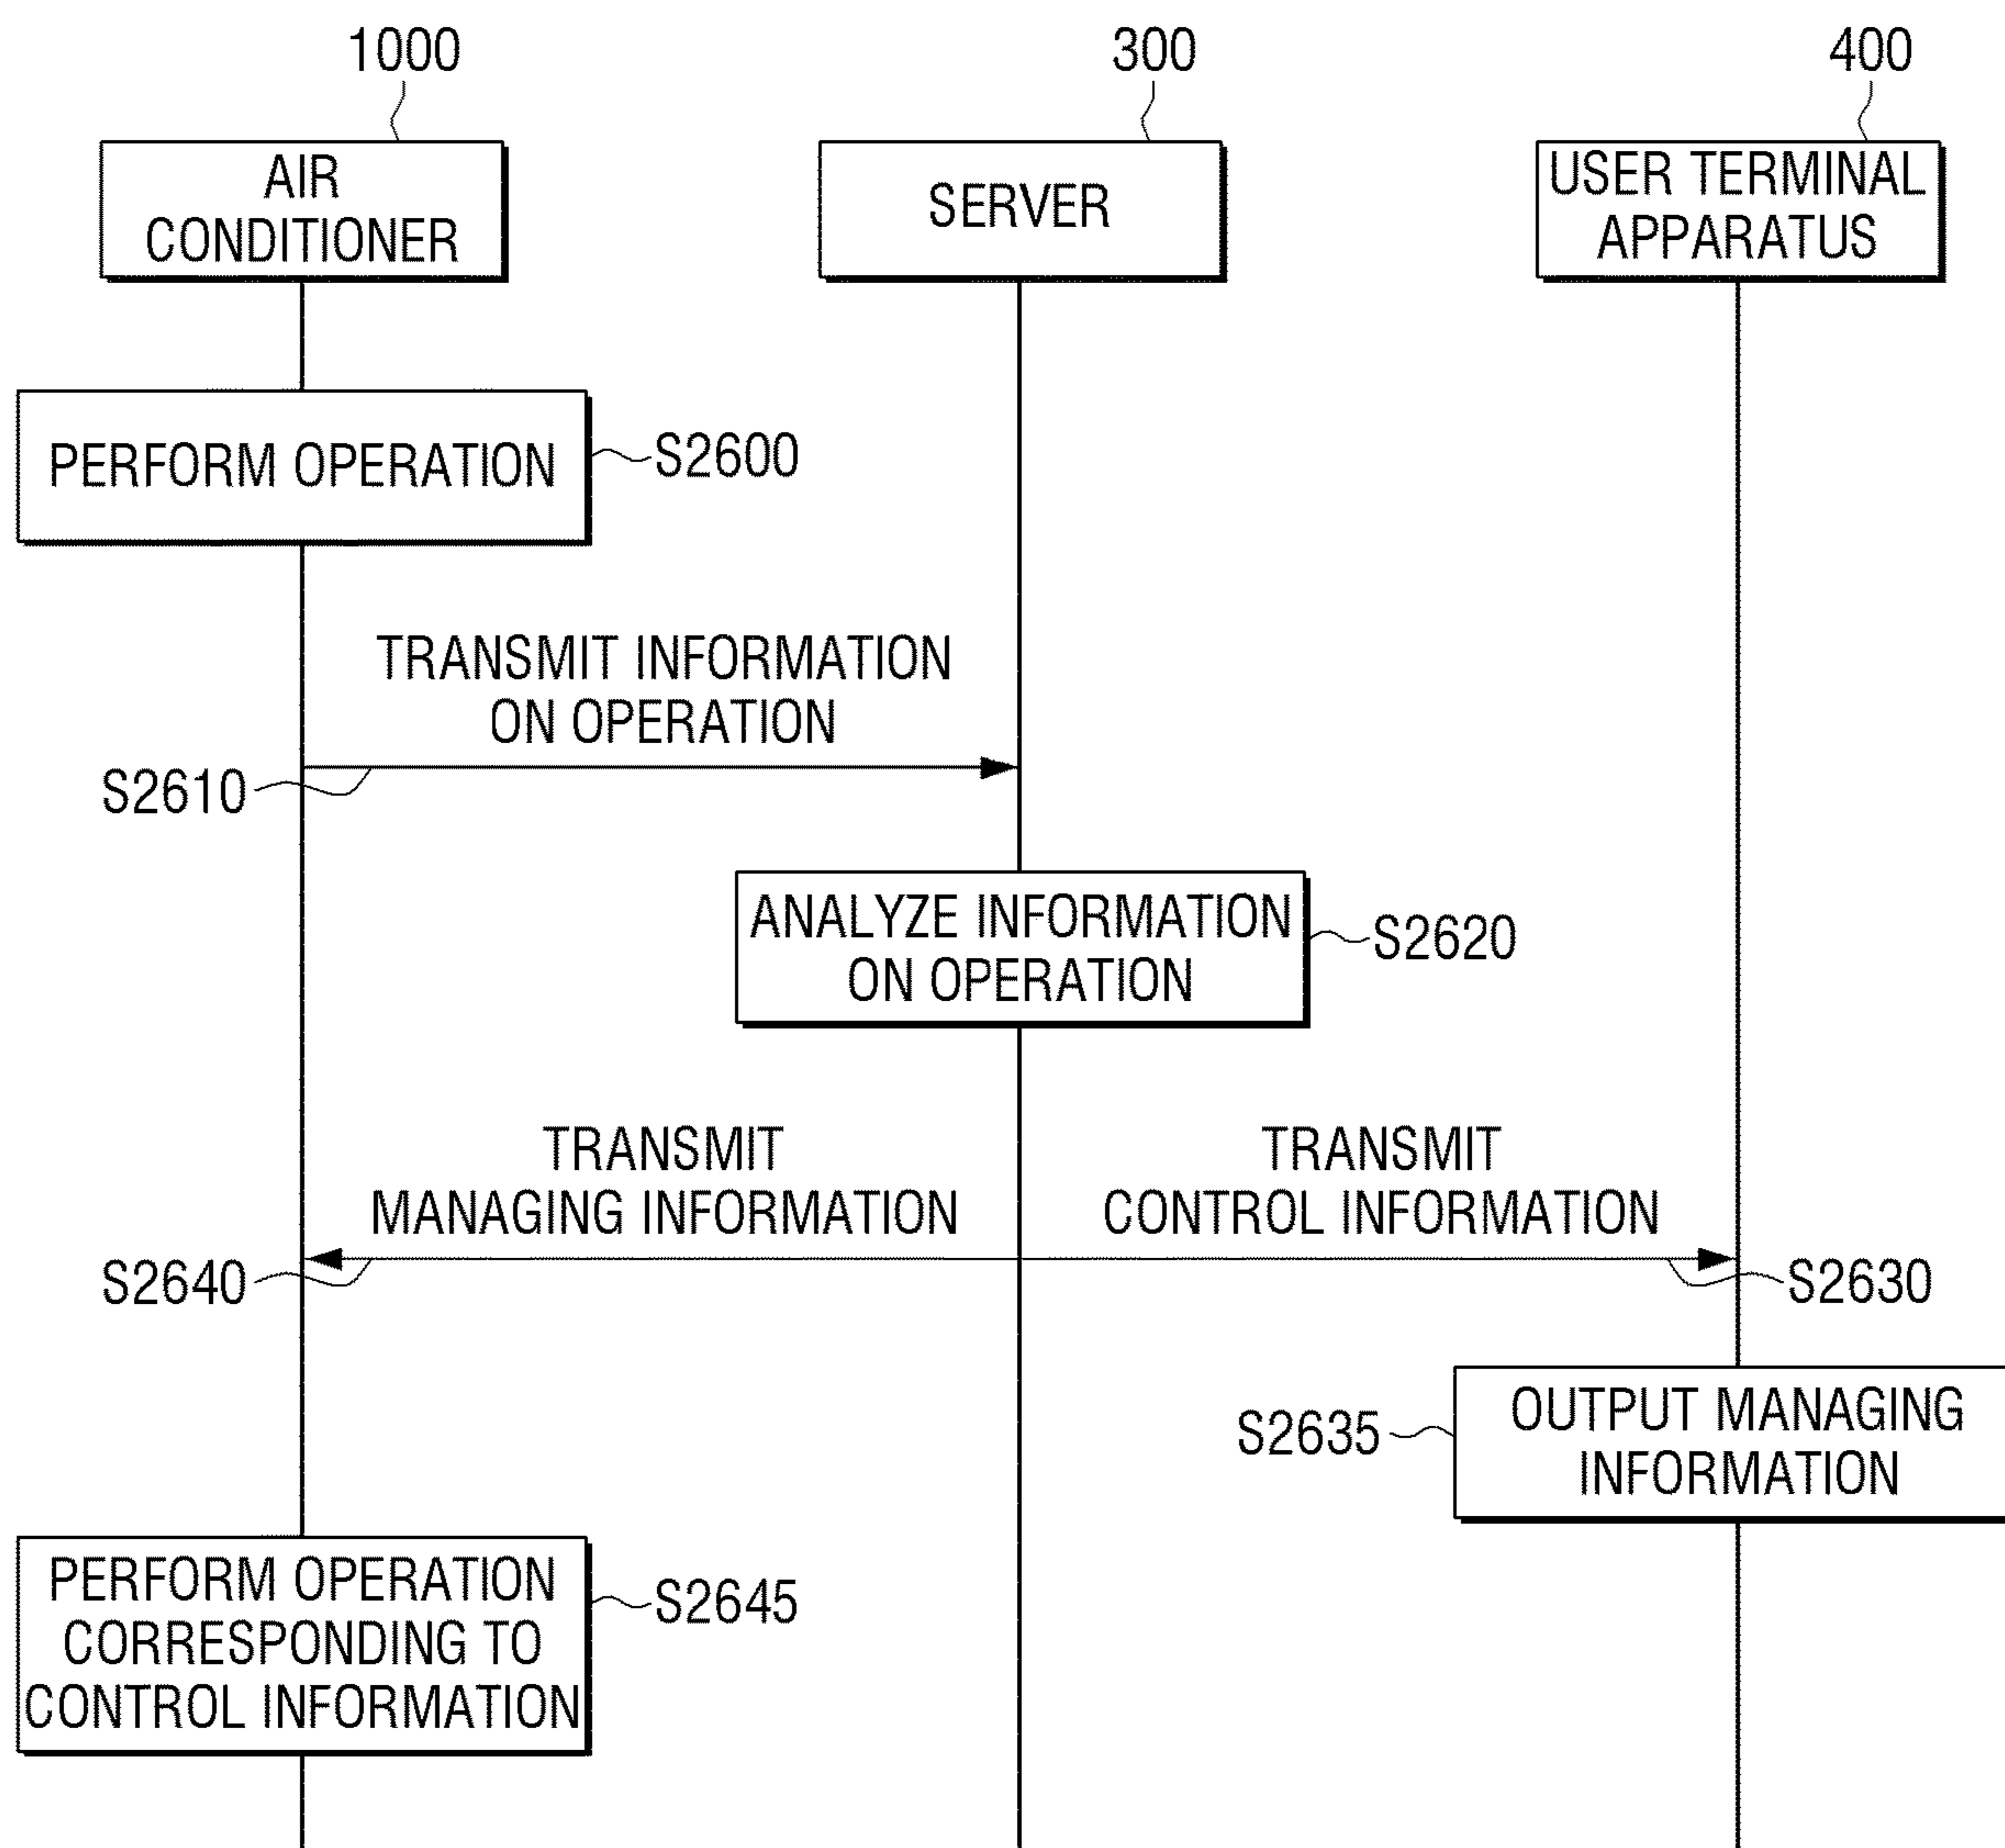 1000
300
400
AIR
CONDITIONER
SERVER
USER TERMINAL
APPARATUS
PERFORM OPERATION
S2600
TRANSMIT INFORMATION
ON OPERATION
S2610
ANALYZE INFORMATION
ON OPERATION
S2620
TRANSMIT
MANAGING INFORMATION
TRANSMIT
CONTROL INFORMATION
S2640
S2630
S2635
OUTPUT MANAGING
INFORMATION
PERFORM OPERATION
CORRESPONDING TO
CONTROL INFORMATION
S2645